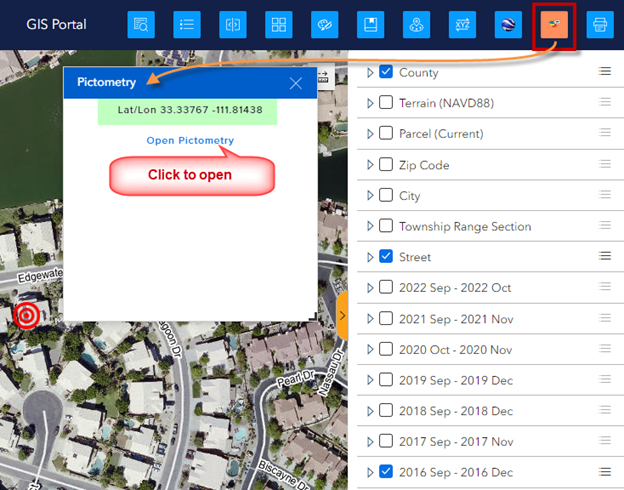 GIS Portal
Pictometry
Lat/Lon 33.33767 -111.81438
Open Pictometry
Click to open
Edgewater
Lagoon Dr
Pearl Dr
Nassau Dr
Biscayne Dr
County
Terrain (NAVD88)
Parcel (Current)
Zip Code
City
Township Range Section
Street
2022 Sep - 2022 Oct
2021 Sep - 2021 Nov
2020 Oct - 2020 Nov
2019 Sep - 2019 Dec
2018 Sep - 2018 Dec
2017 Sep - 2017 Nov
2016 Sep - 2016 Dec